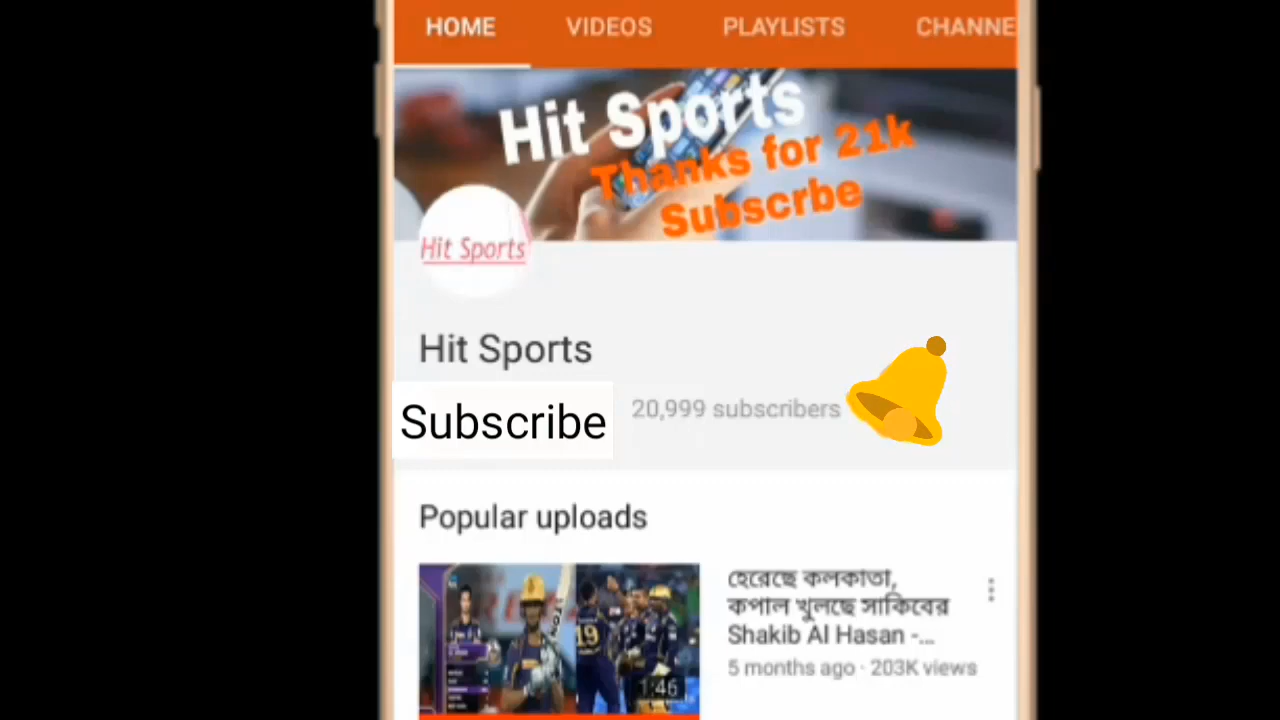 HOME VIDEOS PLAYLISTS CHANNE
Hit Sports
Thanks for 21k
Subscrbe
Hit Sports
Hit Sports
Subscribe 20,999 subscribers
Popular uploads
হেরেছে কলকাতা,
কপাল খুলছে সাকিবের
Shakib Al Hasan -...
5 months ago · 203K views
19
1:46